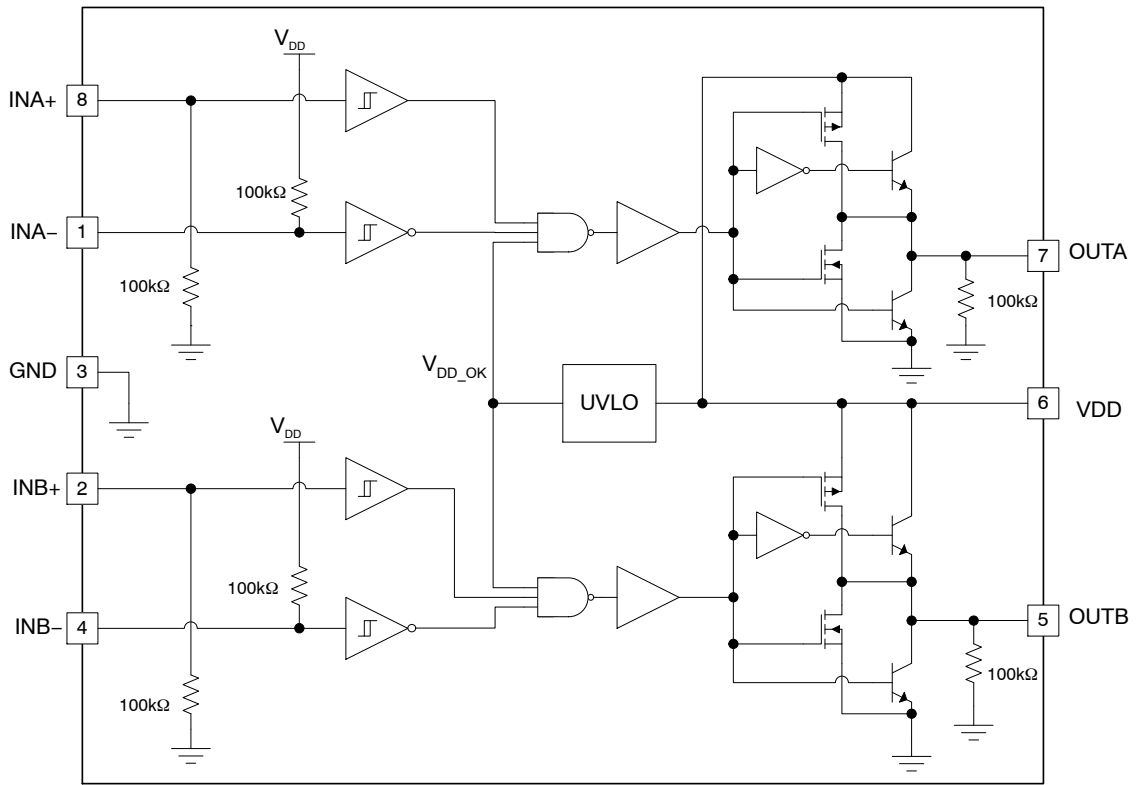 V_DD
INA+ 8
100kΩ
INA− 1
100kΩ
7 OUTA
100kΩ
GND 3
V_DD_OK
UVLO
6 VDD
V_DD
INB+ 2
100kΩ
INB− 4
5 OUTB
100kΩ
100kΩ